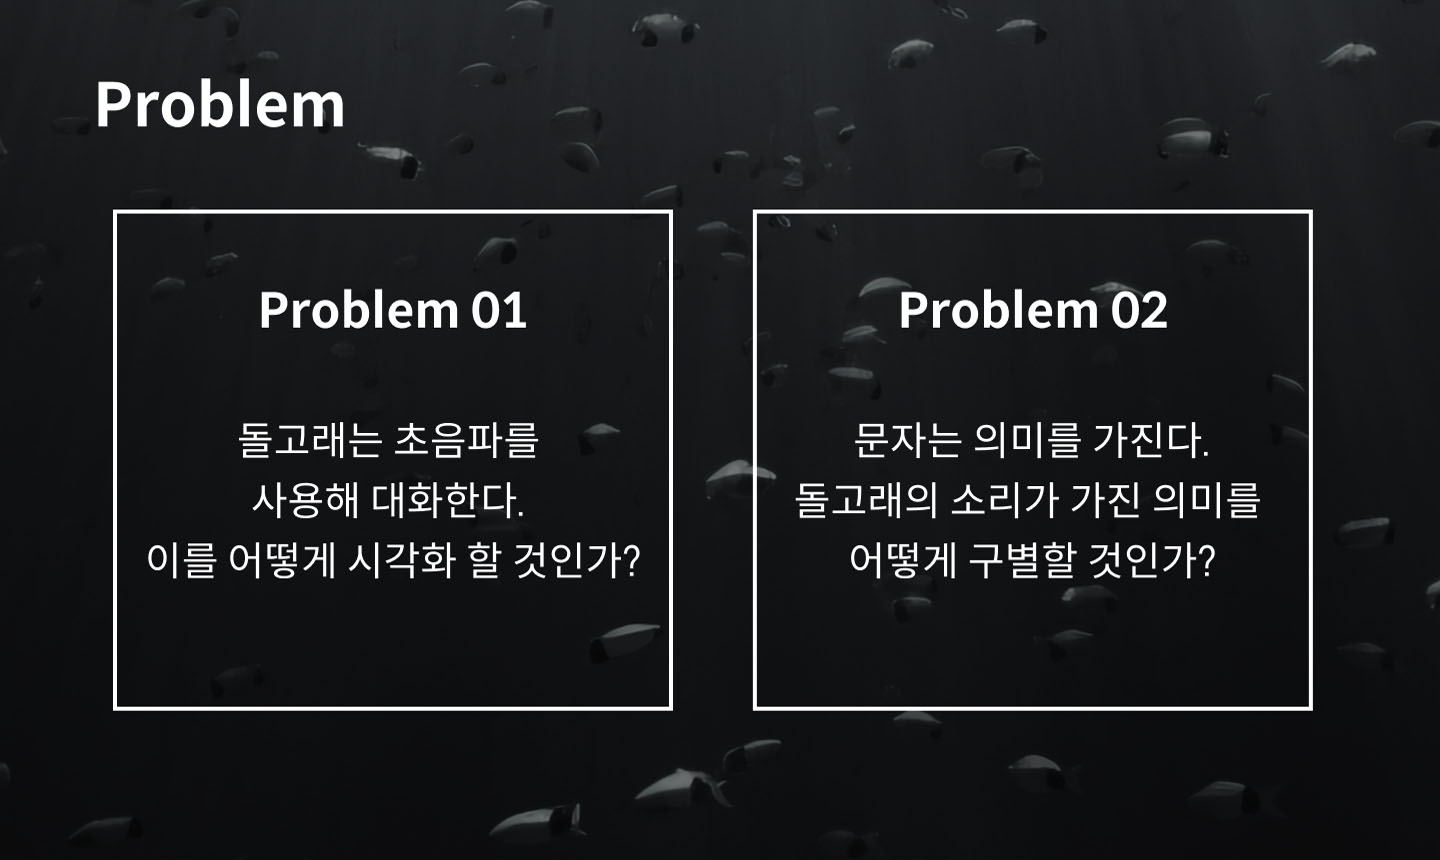 Problem
Problem 01
돌고래는 초음파를
사용해 대화한다.
이를 어떻게 시각화 할 것인가?
Problem 02
문자는 의미를 가진다.
돌고래의 소리가 가진 의미를
어떻게 구별할 것인가?